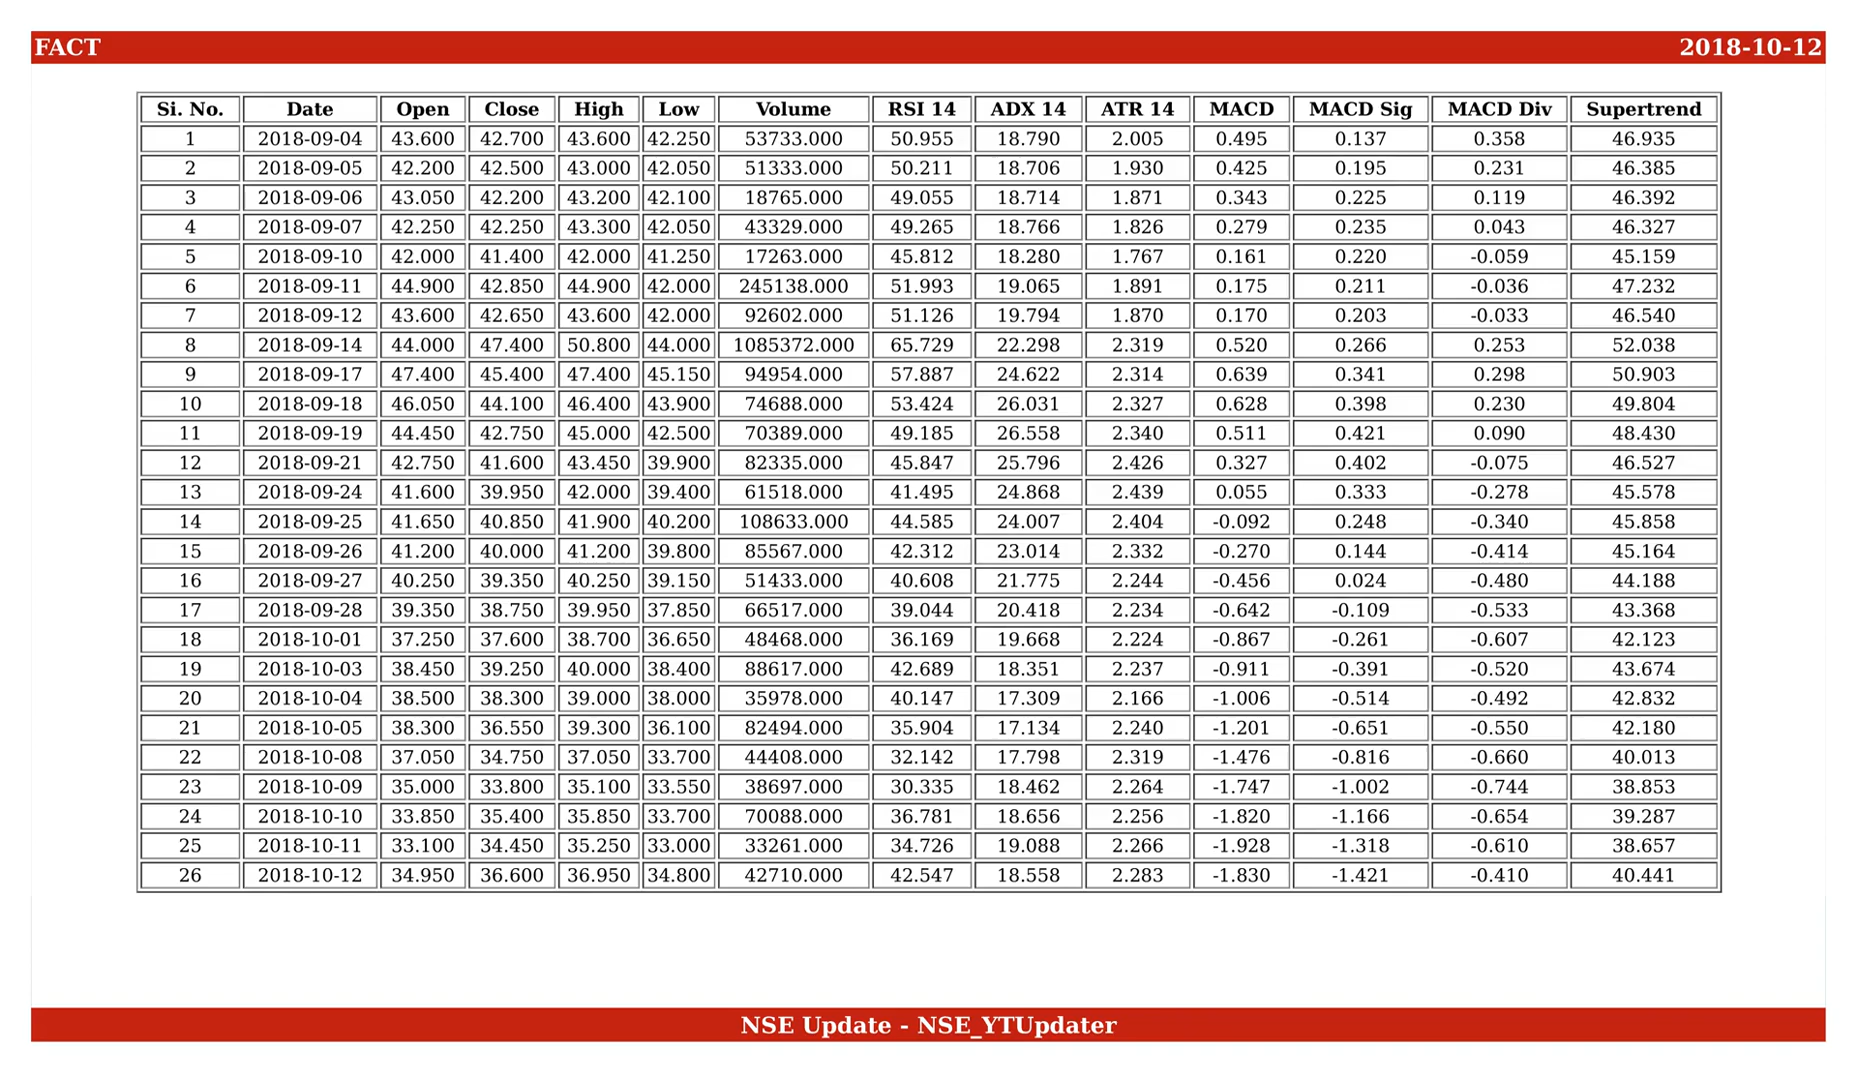 FACT 2018-10-12
Si. No. Date Open Close High Low Volume RSI 14 ADX 14 ATR 14 MACD MACD Sig MACD Div Supertrend
1 2018-09-04 43.600 42.700 43.600 42.250 53733.000 50.955 18.790 2.005 0.495 0.137 0.358 46.935
2 2018-09-05 42.200 42.500 43.000 42.050 51333.000 50.211 18.706 1.930 0.425 0.195 0.231 46.385
3 2018-09-06 43.050 42.200 43.200 42.100 18765.000 49.055 18.714 1.871 0.343 0.225 0.119 46.392
4 2018-09-07 42.250 42.250 43.300 42.050 43329.000 49.265 18.766 1.826 0.279 0.235 0.043 46.327
5 2018-09-10 42.000 41.400 42.000 41.250 17263.000 45.812 18.280 1.767 0.161 0.220 -0.059 45.159
6 2018-09-11 44.900 42.850 44.900 42.000 245138.000 51.993 19.065 1.891 0.175 0.211 -0.036 47.232
7 2018-09-12 43.600 42.650 43.600 42.000 92602.000 51.126 19.794 1.870 0.170 0.203 -0.033 46.540
8 2018-09-14 44.000 47.400 50.800 44.000 1085372.000 65.729 22.298 2.319 0.520 0.266 0.253 52.038
9 2018-09-17 47.400 45.400 47.400 45.150 94954.000 57.887 24.622 2.314 0.639 0.341 0.298 50.903
10 2018-09-18 46.050 44.100 46.400 43.900 74688.000 53.424 26.031 2.327 0.628 0.398 0.230 49.804
11 2018-09-19 44.450 42.750 45.000 42.500 70389.000 49.185 26.558 2.340 0.511 0.421 0.090 48.430
12 2018-09-21 42.750 41.600 43.450 39.900 82335.000 45.847 25.796 2.426 0.327 0.402 -0.075 46.527
13 2018-09-24 41.600 39.950 42.000 39.400 61518.000 41.495 24.868 2.439 0.055 0.333 -0.278 45.578
14 2018-09-25 41.650 40.850 41.900 40.200 108633.000 44.585 24.007 2.404 -0.092 0.248 -0.340 45.858
15 2018-09-26 41.200 40.000 41.200 39.800 85567.000 42.312 23.014 2.332 -0.270 0.144 -0.414 45.164
16 2018-09-27 40.250 39.350 40.250 39.150 51433.000 40.608 21.775 2.244 -0.456 0.024 -0.480 44.188
17 2018-09-28 39.350 38.750 39.950 37.850 66517.000 39.044 20.418 2.234 -0.642 -0.109 -0.533 43.368
18 2018-10-01 37.250 37.600 38.700 36.650 48468.000 36.169 19.668 2.224 -0.867 -0.261 -0.607 42.123
19 2018-10-03 38.450 39.250 40.000 38.400 88617.000 42.689 18.351 2.237 -0.911 -0.391 -0.520 43.674
20 2018-10-04 38.500 38.300 39.000 38.000 35978.000 40.147 17.309 2.166 -1.006 -0.514 -0.492 42.832
21 2018-10-05 38.300 36.550 39.300 36.100 82494.000 35.904 17.134 2.240 -1.201 -0.651 -0.550 42.180
22 2018-10-08 37.050 34.750 37.050 33.700 44408.000 32.142 17.798 2.319 -1.476 -0.816 -0.660 40.013
23 2018-10-09 35.000 33.800 35.100 33.550 38697.000 30.335 18.462 2.264 -1.747 -1.002 -0.744 38.853
24 2018-10-10 33.850 35.400 35.850 33.700 70088.000 36.781 18.656 2.256 -1.820 -1.166 -0.654 39.287
25 2018-10-11 33.100 34.450 35.250 33.000 33261.000 34.726 19.088 2.266 -1.928 -1.318 -0.610 38.657
26 2018-10-12 34.950 36.600 36.950 34.800 42710.000 42.547 18.558 2.283 -1.830 -1.421 -0.410 40.441
NSE Update - NSE_YTUpdater